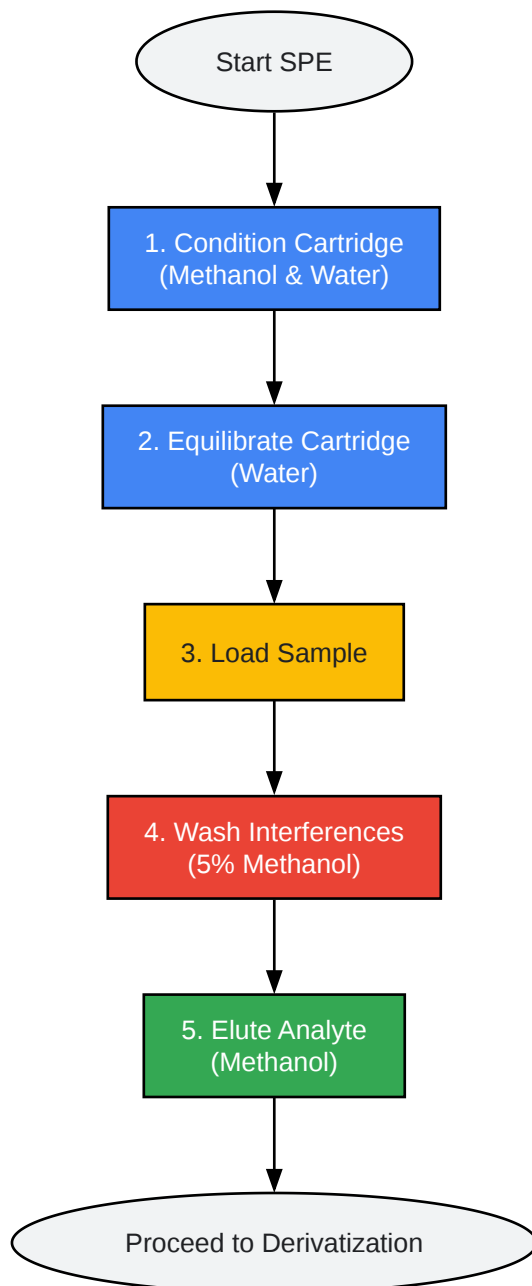 Start SPE
1. Condition Cartridge
(Methanol & Water)
2. Equilibrate Cartridge
(Water)
3. Load Sample
4. Wash Interferences
(5% Methanol)
5. Elute Analyte
(Methanol)
Proceed to Derivatization